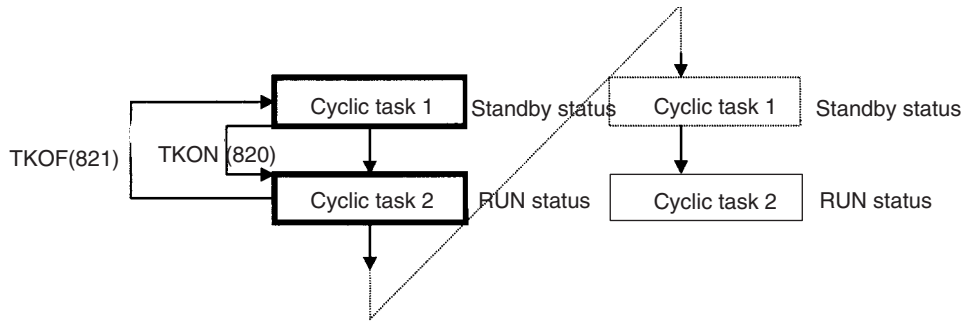 Cyclic task 1
Standby status
Cyclic task 1
Standby status
TKOF(821)
TKON (820)
Cyclic task 2
RUN status
Cyclic task 2
RUN status